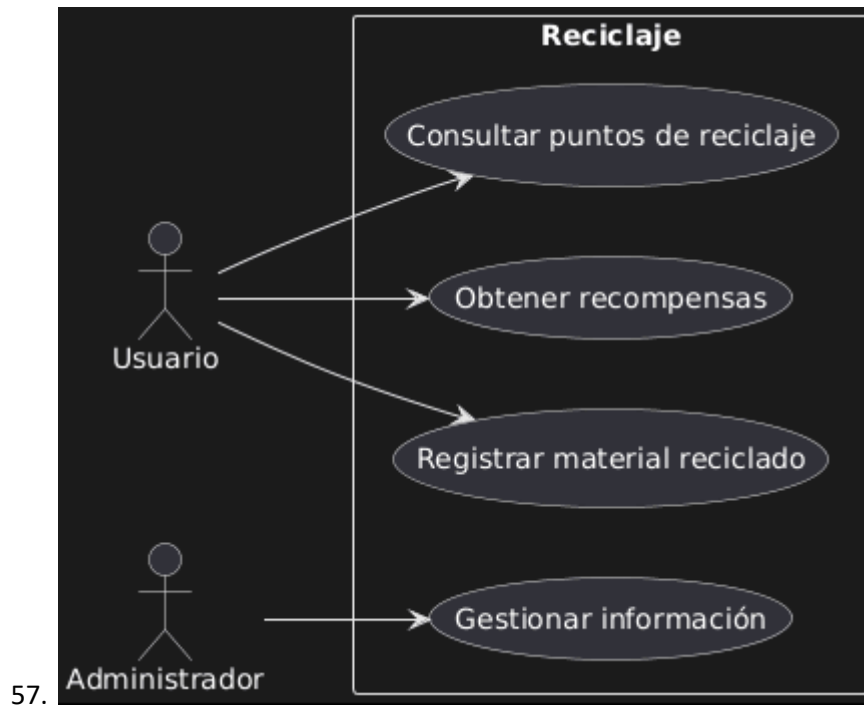 Reciclaje
Consultar puntos de reciclaje
Obtener recompensas
Usuario
Registrar material reciclado
Gestionar información
Administrador
57.